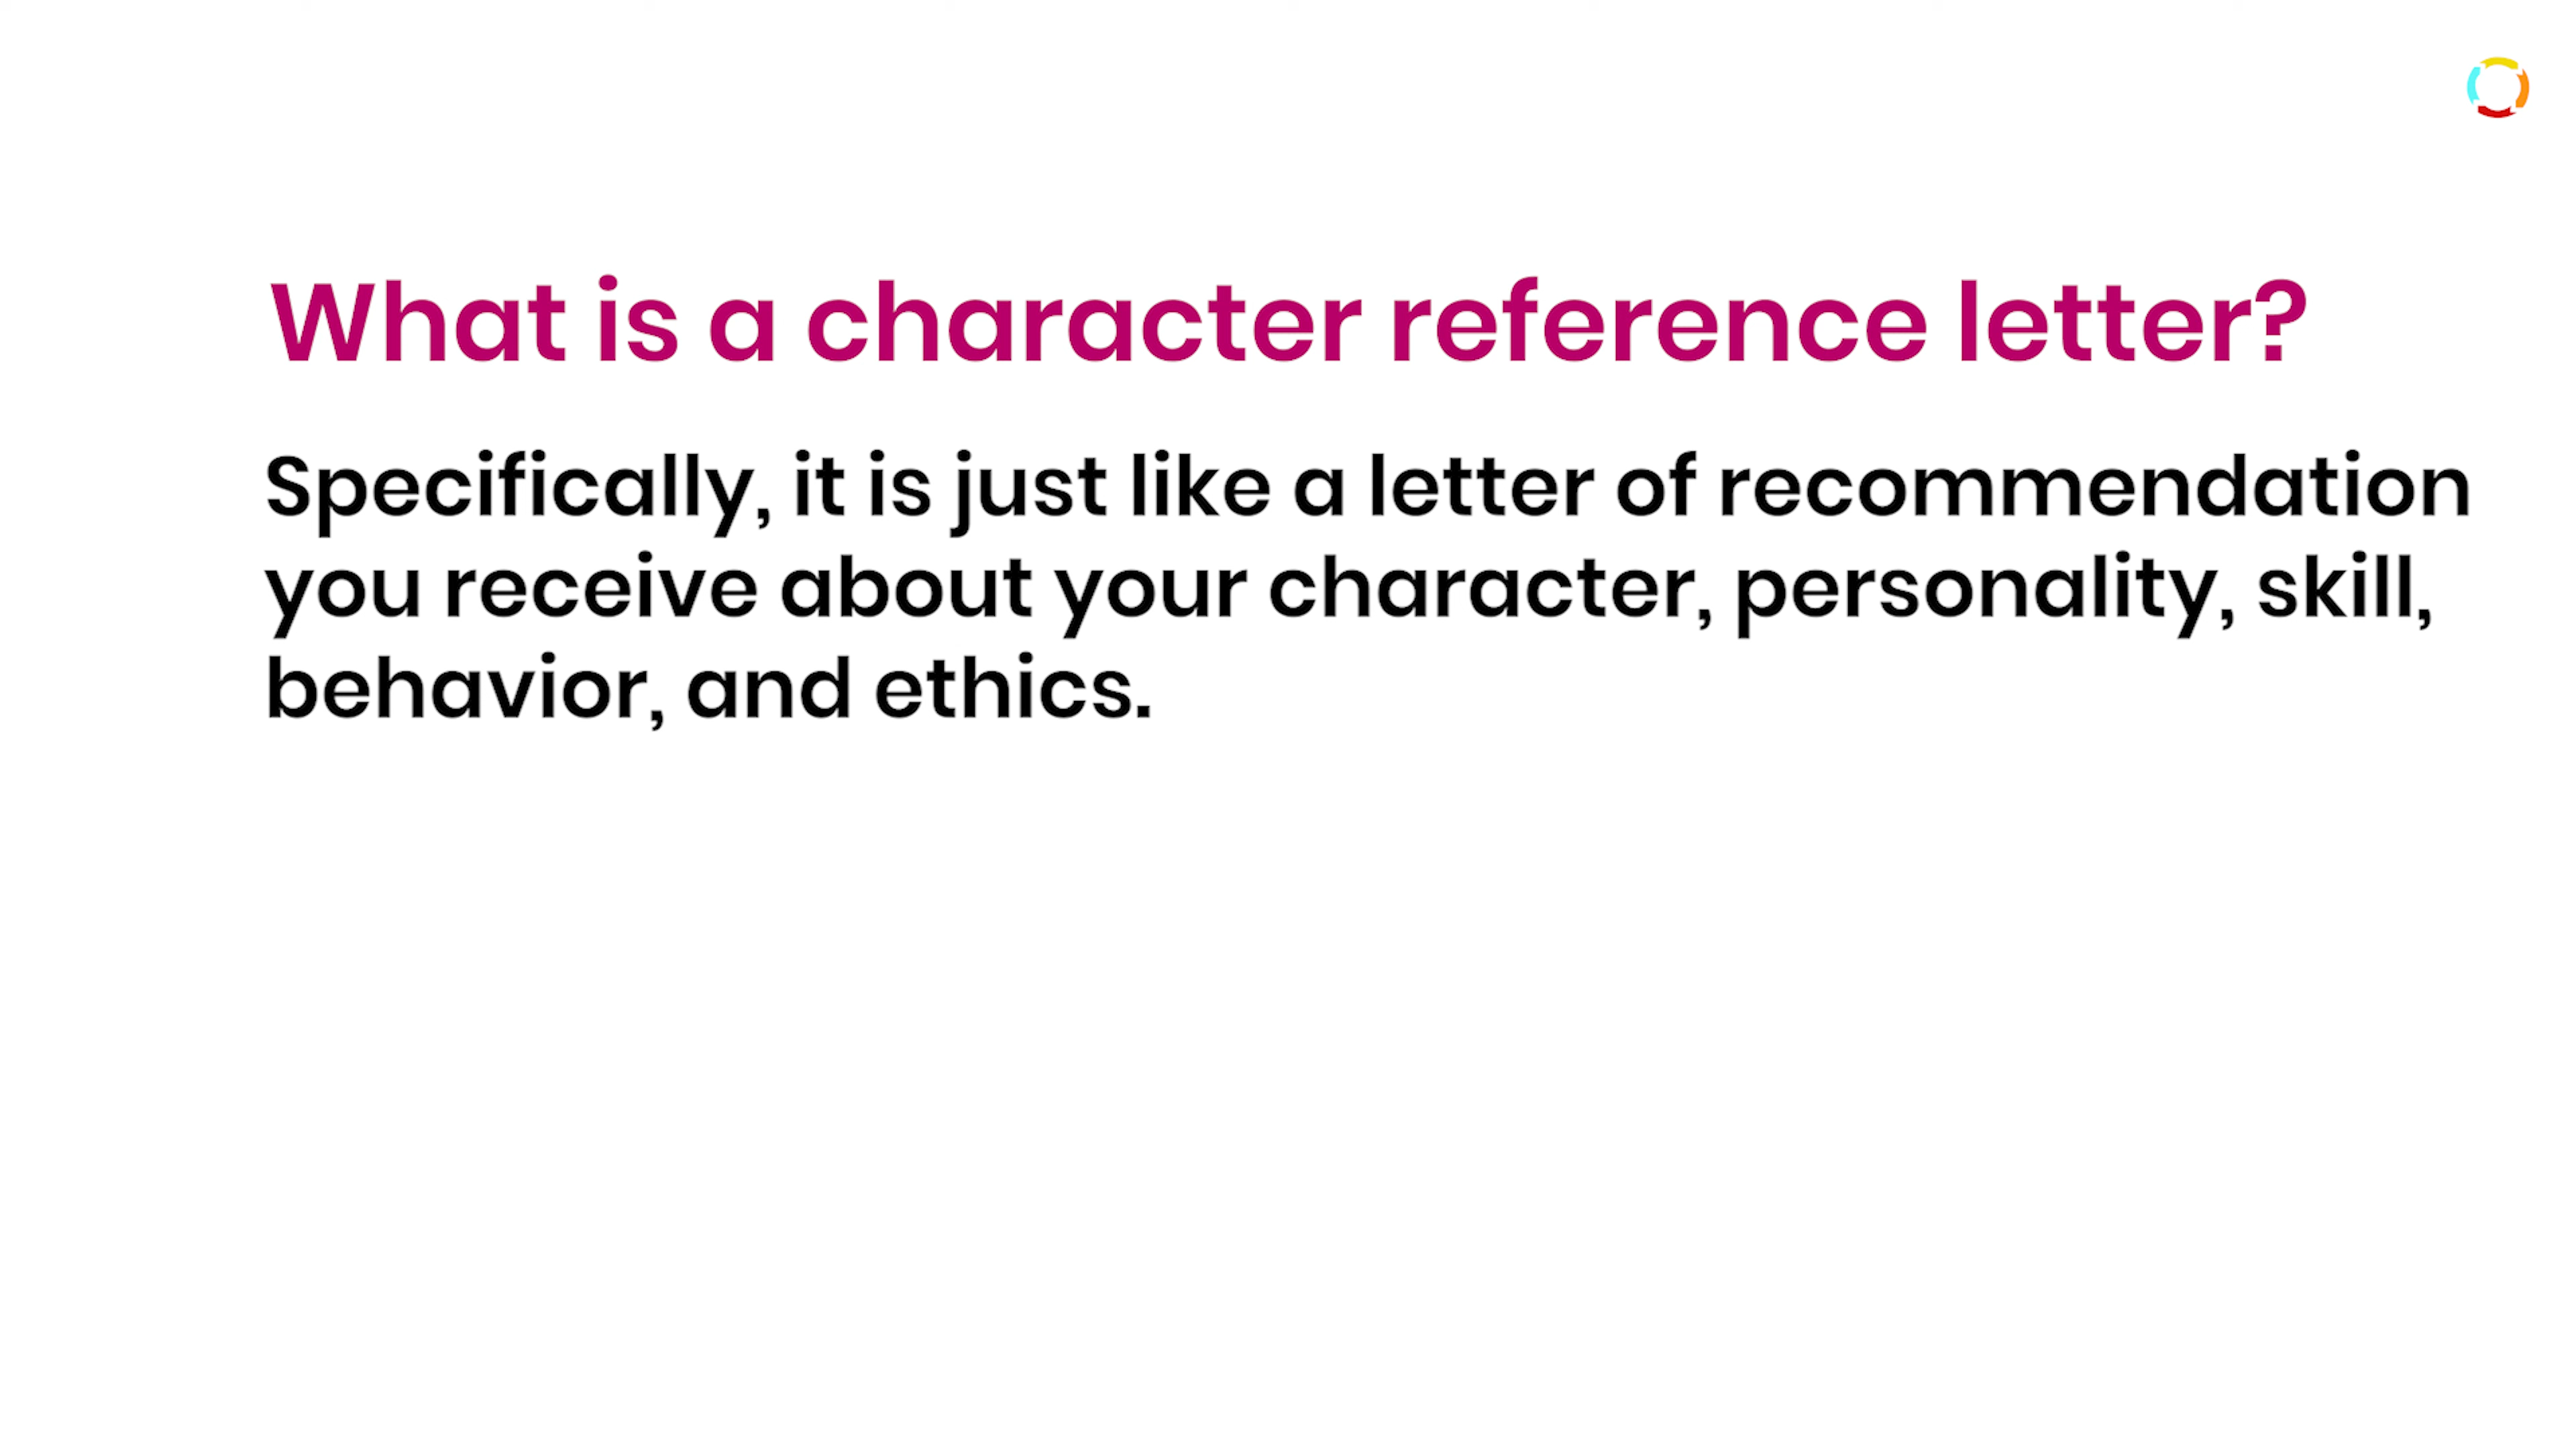 What is a character reference letter?
Specifically, it is just like a letter of recommendation
you receive about your character, personality, skill,
behavior, and ethics.